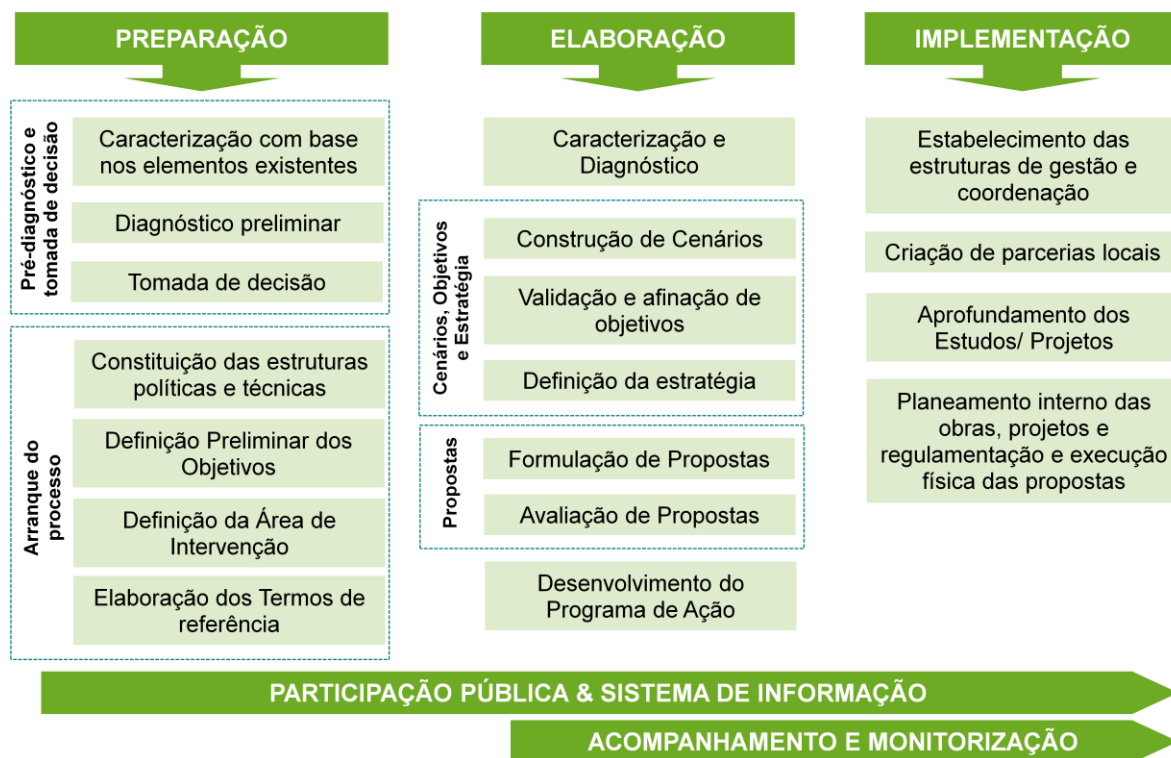 PREPARAÇÃO
Pré-diagnóstico e
tomada de decisão
Caracterização com base
nos elementos existentes
Diagnóstico preliminar
Tomada de decisão
Arranque do
processo
Constituição das estruturas
políticas e técnicas
Definição Preliminar dos
Objetivos
Definição da Área de
Intervenção
Elaboração dos Termos de
referência
ELABORAÇÃO
Caracterização e
Diagnóstico
Cenários, Objetivos
e Estratégia
Construção de Cenários
Validação e afinação de
objetivos
Definição da estratégia
Propostas
Formulação de Propostas
Avaliação de Propostas
Desenvolvimento do
Programa de Ação
IMPLEMENTAÇÃO
Estabelecimento das
estruturas de gestão e
coordenação
Criação de parcerias locais
Aprofundamento dos
Estudos/ Projetos
Planeamento interno das
obras, projetos e
regulamentação e execução
física das propostas
PARTICIPAÇÃO PÚBLICA & SISTEMA DE INFORMAÇÃO
ACOMPANHAMENTO E MONITORIZAÇÃO